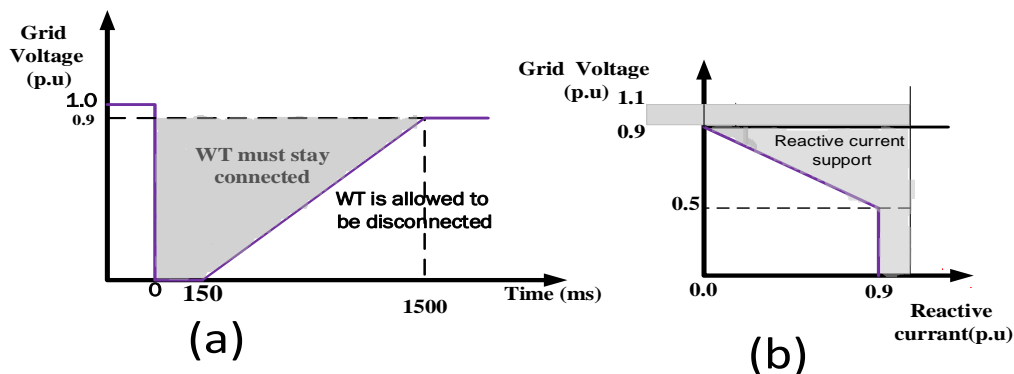 Grid
Voltage
(p.u)
1.0
0.9
WT must stay
connected
WT is allowed to
be disconnected
0
150
1500
Time (ms)
(a)
Grid Voltage
(p.u)
1.1
0.9
Reactive current
support
0.5
0.0
0.9
Reactive
currant(p.u)
(b)